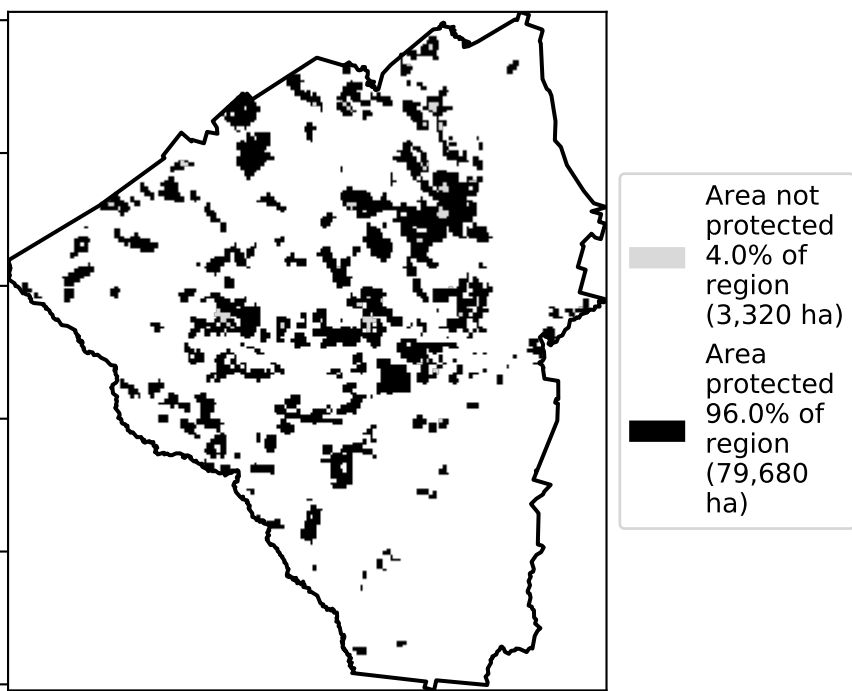 Area not
protected
4.0% of
region
(3,320 ha)
Area
protected
96.0% of
region
(79,680
ha)